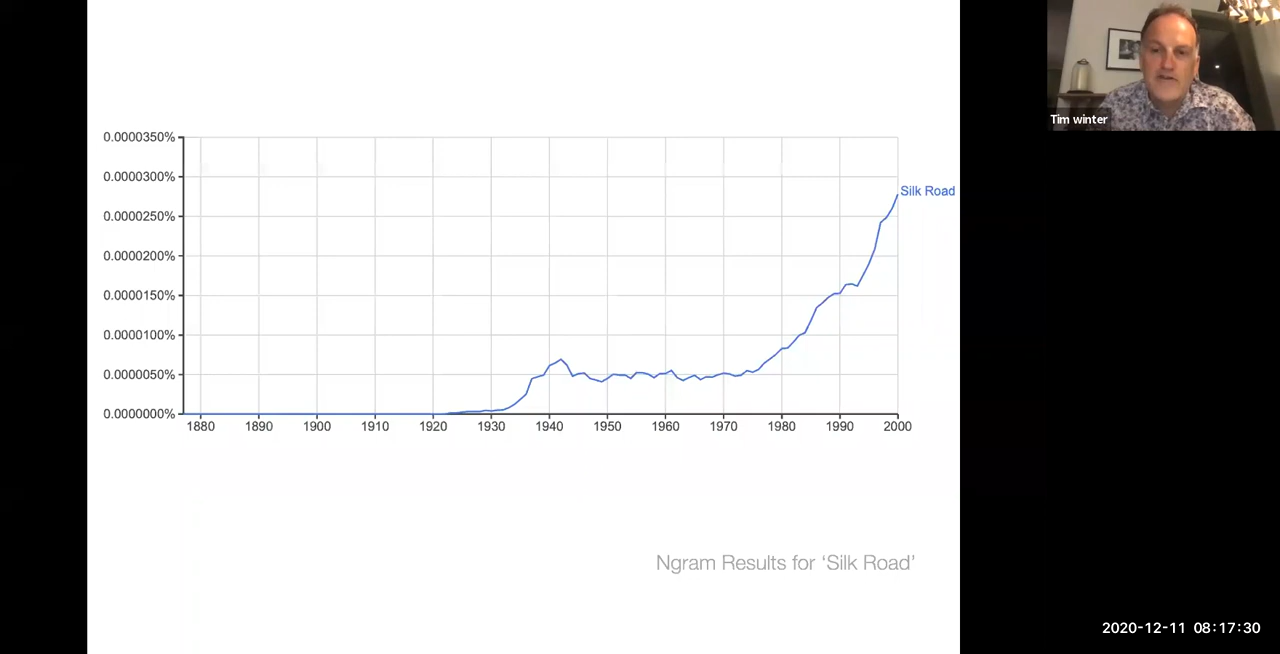 Tim winter
0.0000350%
0.0000300%
0.0000250%
0.0000200%
0.0000150%
0.0000100%
0.0000050%
0.0000000%
Silk Road
1880 1890 1900 1910 1920 1930 1940 1950 1960 1970 1980 1990 2000
Ngram Results for ‘Silk Road’
2020-12-11 08:17:30